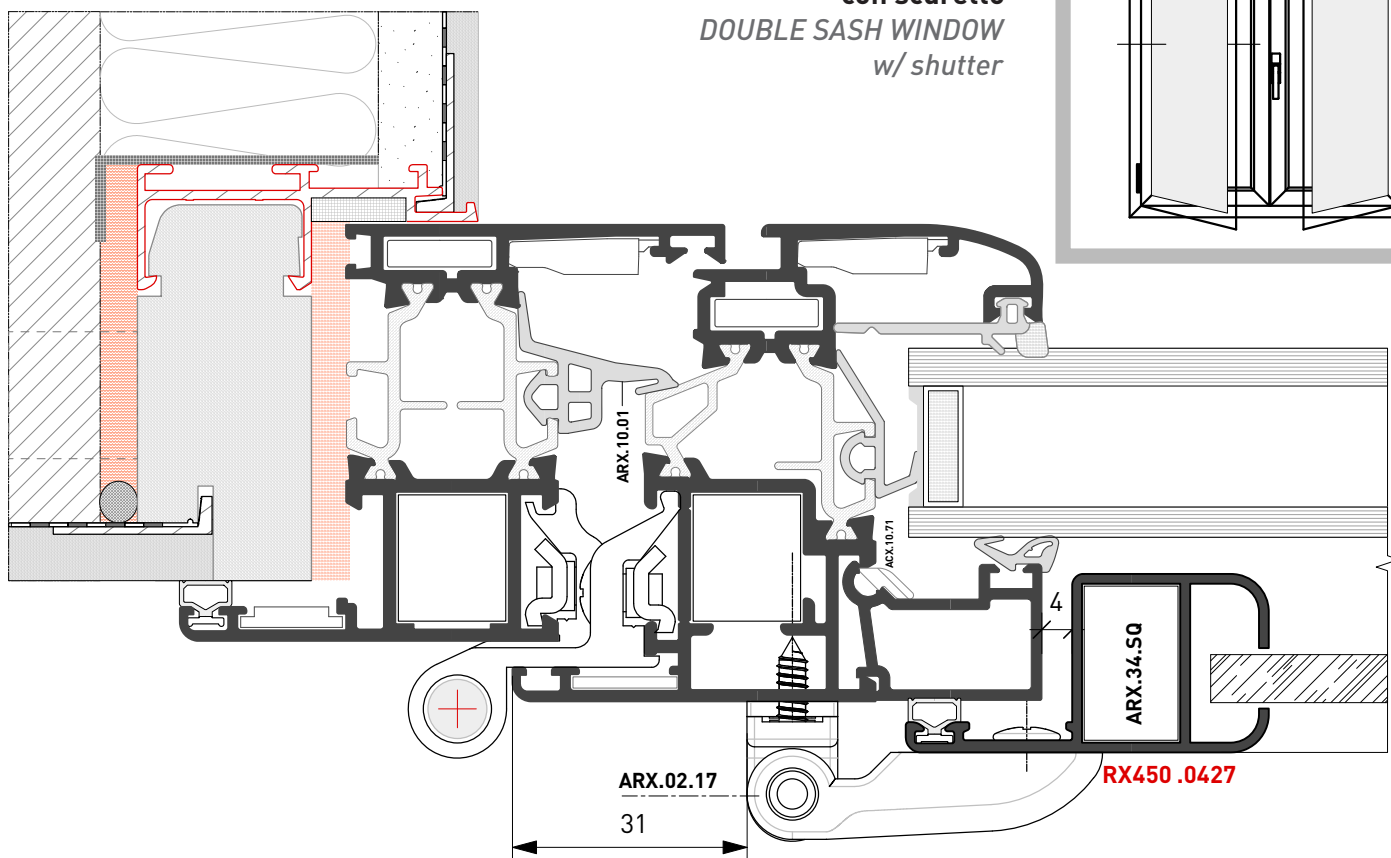 con scuretto
DOUBLE SASH WINDOW
w/ shutter
ARX.10.01
ACX.10.71
4
ARX.34.SQ
ARX.02.17
RX450 .0427
31